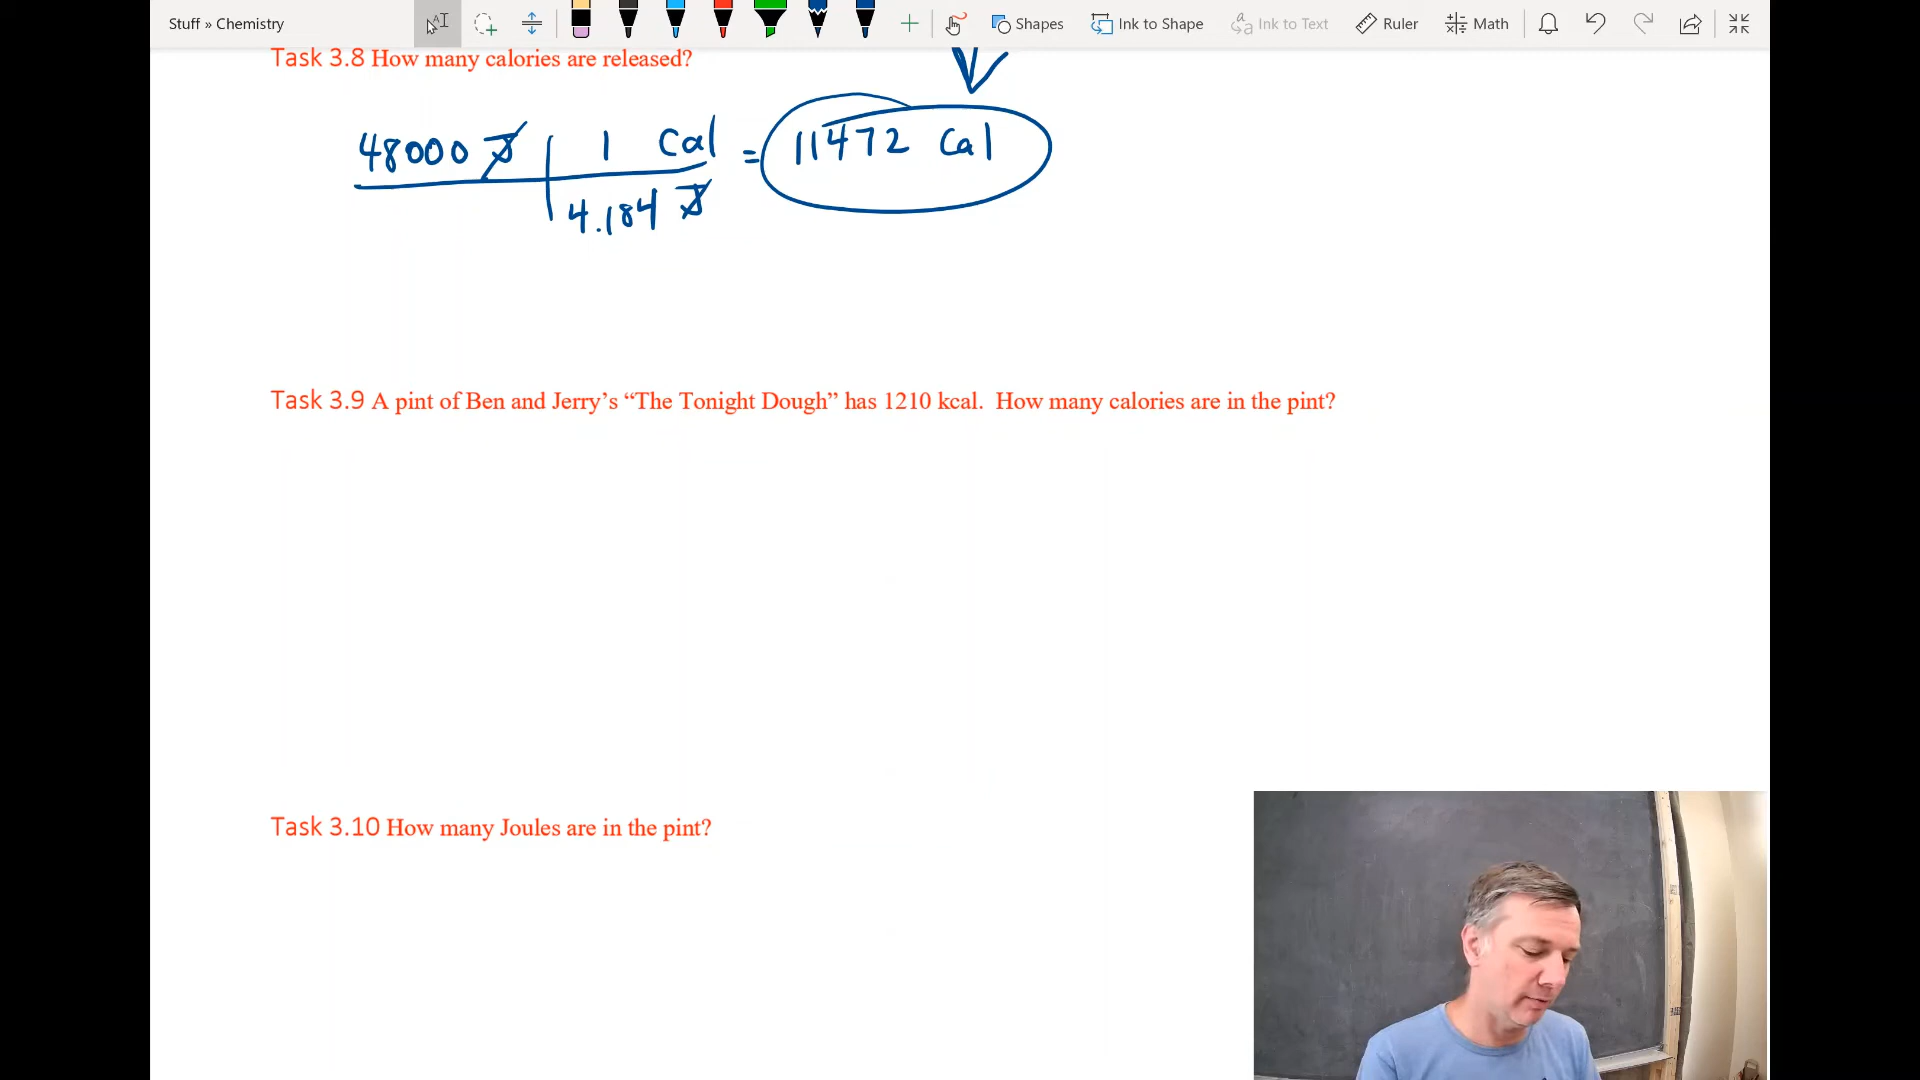 Stuff » Chemistry
Shapes
Ink to Shape
Ink to Text
Ruler
Math
Task 3.8 How many calories are released?
48000 J | 1 Cal = 11472 Cal
4.184 J
Task 3.9 A pint of Ben and Jerry's “The Tonight Dough” has 1210 kcal. How many calories are in the pint?
Task 3.10 How many Joules are in the pint?